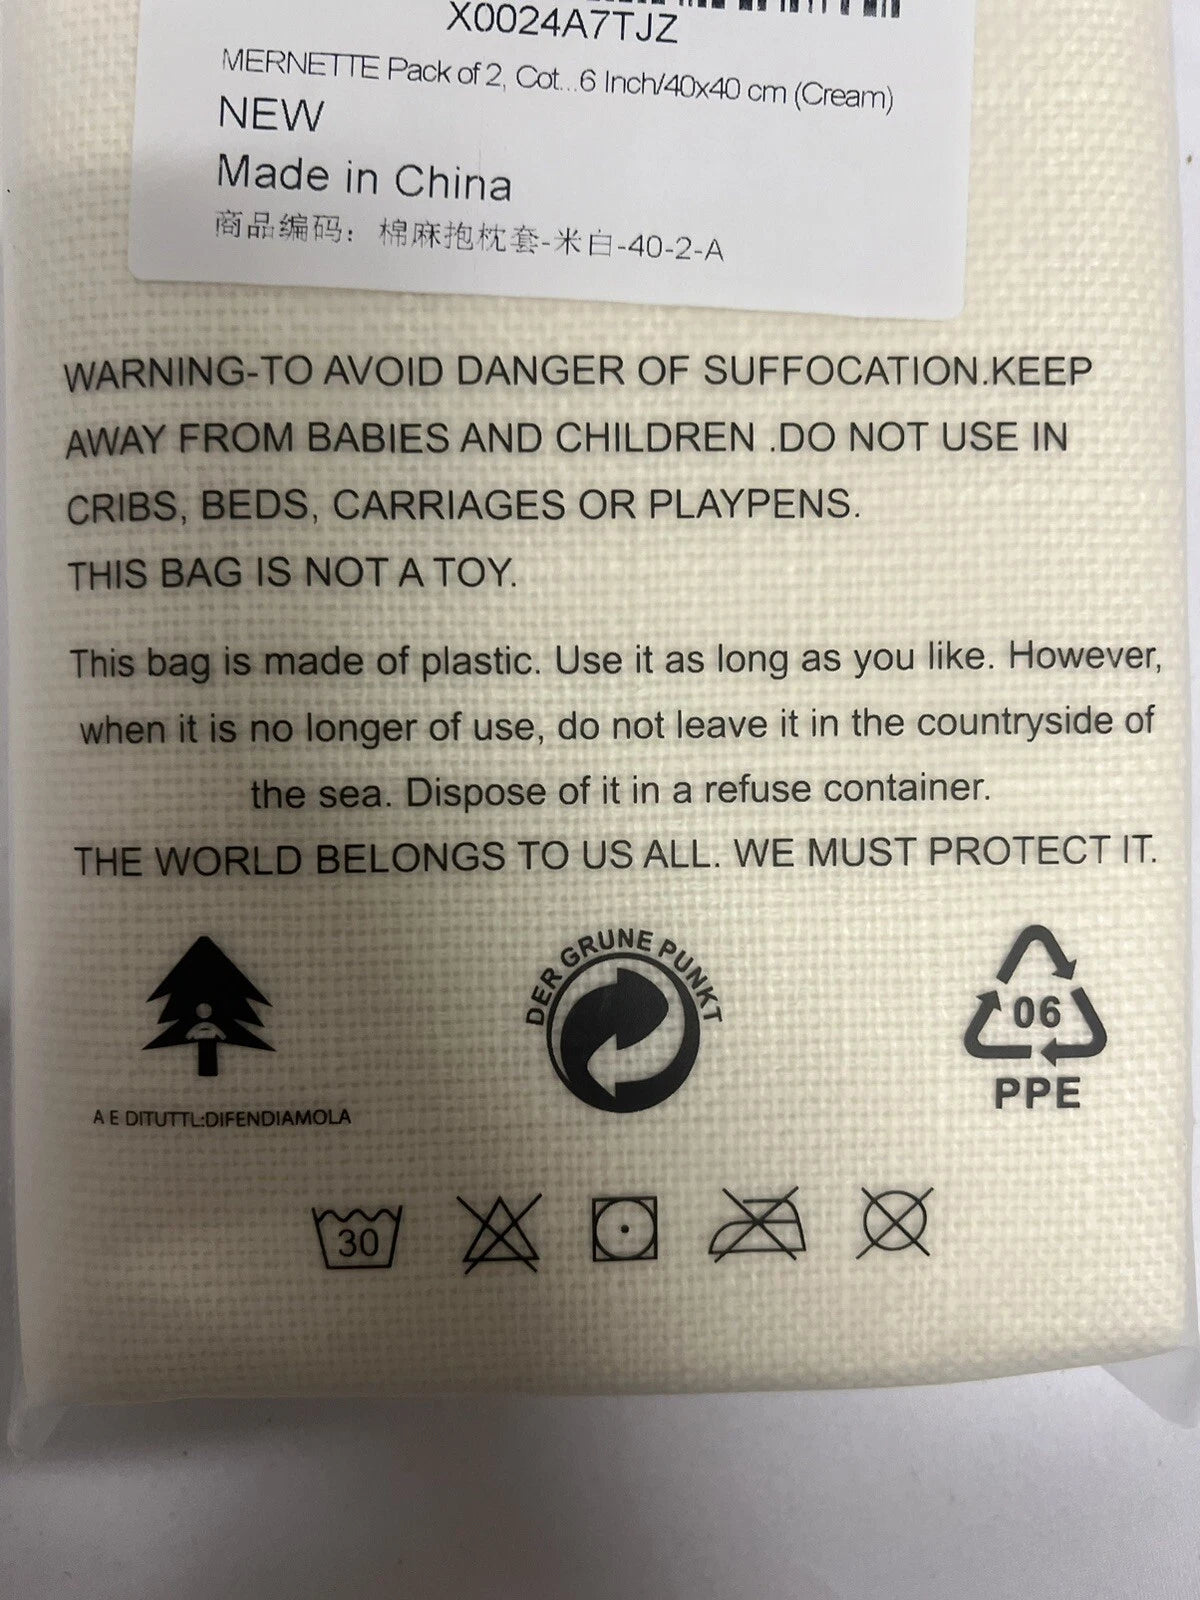 X0024A7TJZ
MERNETTE Pack of 2, Cot...6 Inch/40x40 cm (Cream)
NEW
Made in China
商品编码：棉麻抱枕套-米白-40-2-A
WARNING-TO AVOID DANGER OF SUFFOCATION.KEEP
AWAY FROM BABIES AND CHILDREN .DO NOT USE IN
CRIBS, BEDS, CARRIAGES OR PLAYPENS.
THIS BAG IS NOT A TOY.
This bag is made of plastic. Use it as long as you like. However,
when it is no longer of use, do not leave it in the countryside of
the sea. Dispose of it in a refuse container.
THE WORLD BELONGS TO US ALL. WE MUST PROTECT IT.
DER GRUNE PUNKT
06
PPE
A E DITUTTL:DIFENDIAMOLA
30